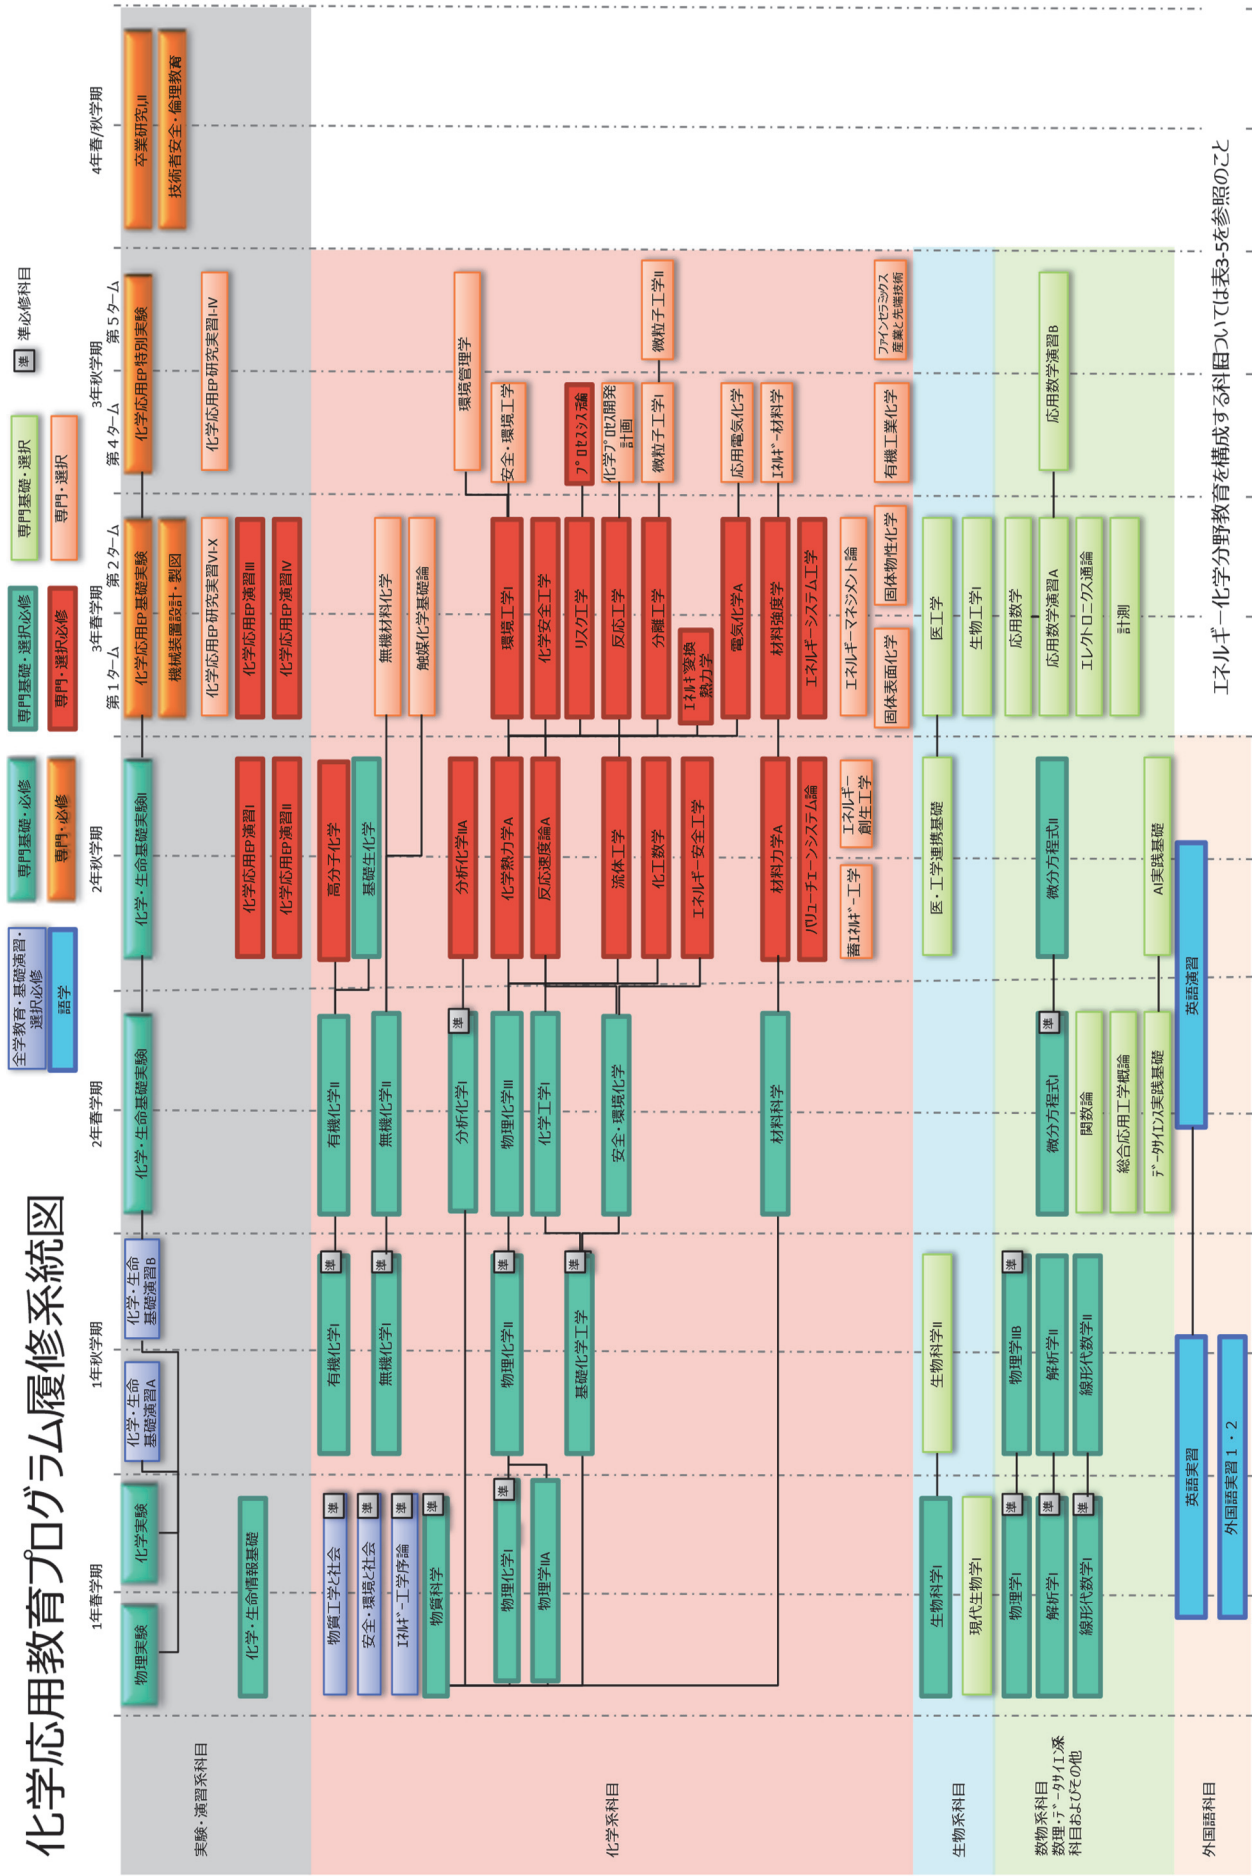 化学応用教育プログラム履修系統図
全学教育・基礎演習・
選択必修
語学
専門基礎・必修
専門・必修
専門基礎・選択必修
専門・選択必修
専門基礎・選択
専門・選択
準
準必修科目
1年春学期
1年秋学期
2年春学期
2年秋学期
3年春学期
第1ターム
第2ターム
3年秋学期
第4ターム
第5ターム
4年春/秋学期
実験・演習系科目
物理実験
化学実験
化学・生命
基礎演習A
化学・生命
基礎演習B
化学・生命基礎実験I
化学・生命基礎実験II
化学応用EP基礎実験
化学応用EP特別実験
卒業研究I,II
機械装置設計・製図
技術者安全・倫理教育
化学応用EP研究実習VI-X
化学応用EP研究実習I-IV
化学・生命情報基礎
化学応用EP演習I
化学応用EP演習III
化学応用EP演習II
化学応用EP演習IV
化学系科目
物質工学と社会
準
有機化学I
準
有機化学II
高分子化学
安全・環境と社会
準
基礎生化学
エネルギー工学序論
準
無機化学I
準
無機化学II
無機材料化学
触媒化学基礎論
物質科学
準
分析化学I
準
分析化学IIA
環境管理学
物理化学I
準
物理化学II
準
物理化学III
化学熱力学A
環境工学I
安全・環境工学
物理学IIA
化学工学I
反応速度論A
化学安全工学
基礎化学工学
準
リスク工学
プロセスシステム論
安全・環境化学
流体工学
反応工学
化学プロセス開発
計画
化工数学
分離工学
微粒子工学I
微粒子工学II
エネルギー安全工学
エネルギー変換
熱力学
電気化学A
応用電気化学
材料科学
材料力学A
材料強度学
エネルギー材料学
バリューチェーンシステム論
エネルギーシステム工学
蓄エネルギー工学
エネルギー
創生工学
エネルギーマネジメント論
固体表面化学
固体物性化学
有機工業化学
ファインセラミックス
産業と先端技術
生物系科目
生物科学I
生物科学II
医・工学連携基礎
医工学
現代生物学I
生物工学I
数物系科目
数理・データサイエンス系
科目およびその他
物理学I
準
物理学IIB
準
応用数学
解析学I
準
解析学II
微分方程式I
準
微分方程式II
応用数学演習A
応用数学演習B
線形代数学I
準
線形代数学II
関数論
エレクトロニクス通論
総合応用工学概論
計測
データサイエンス実践基礎
AI実践基礎
外国語科目
英語実習
英語演習
外国語実習1・2
エネルギー化学分野教育を構成する科目については表3-5を参照のこと